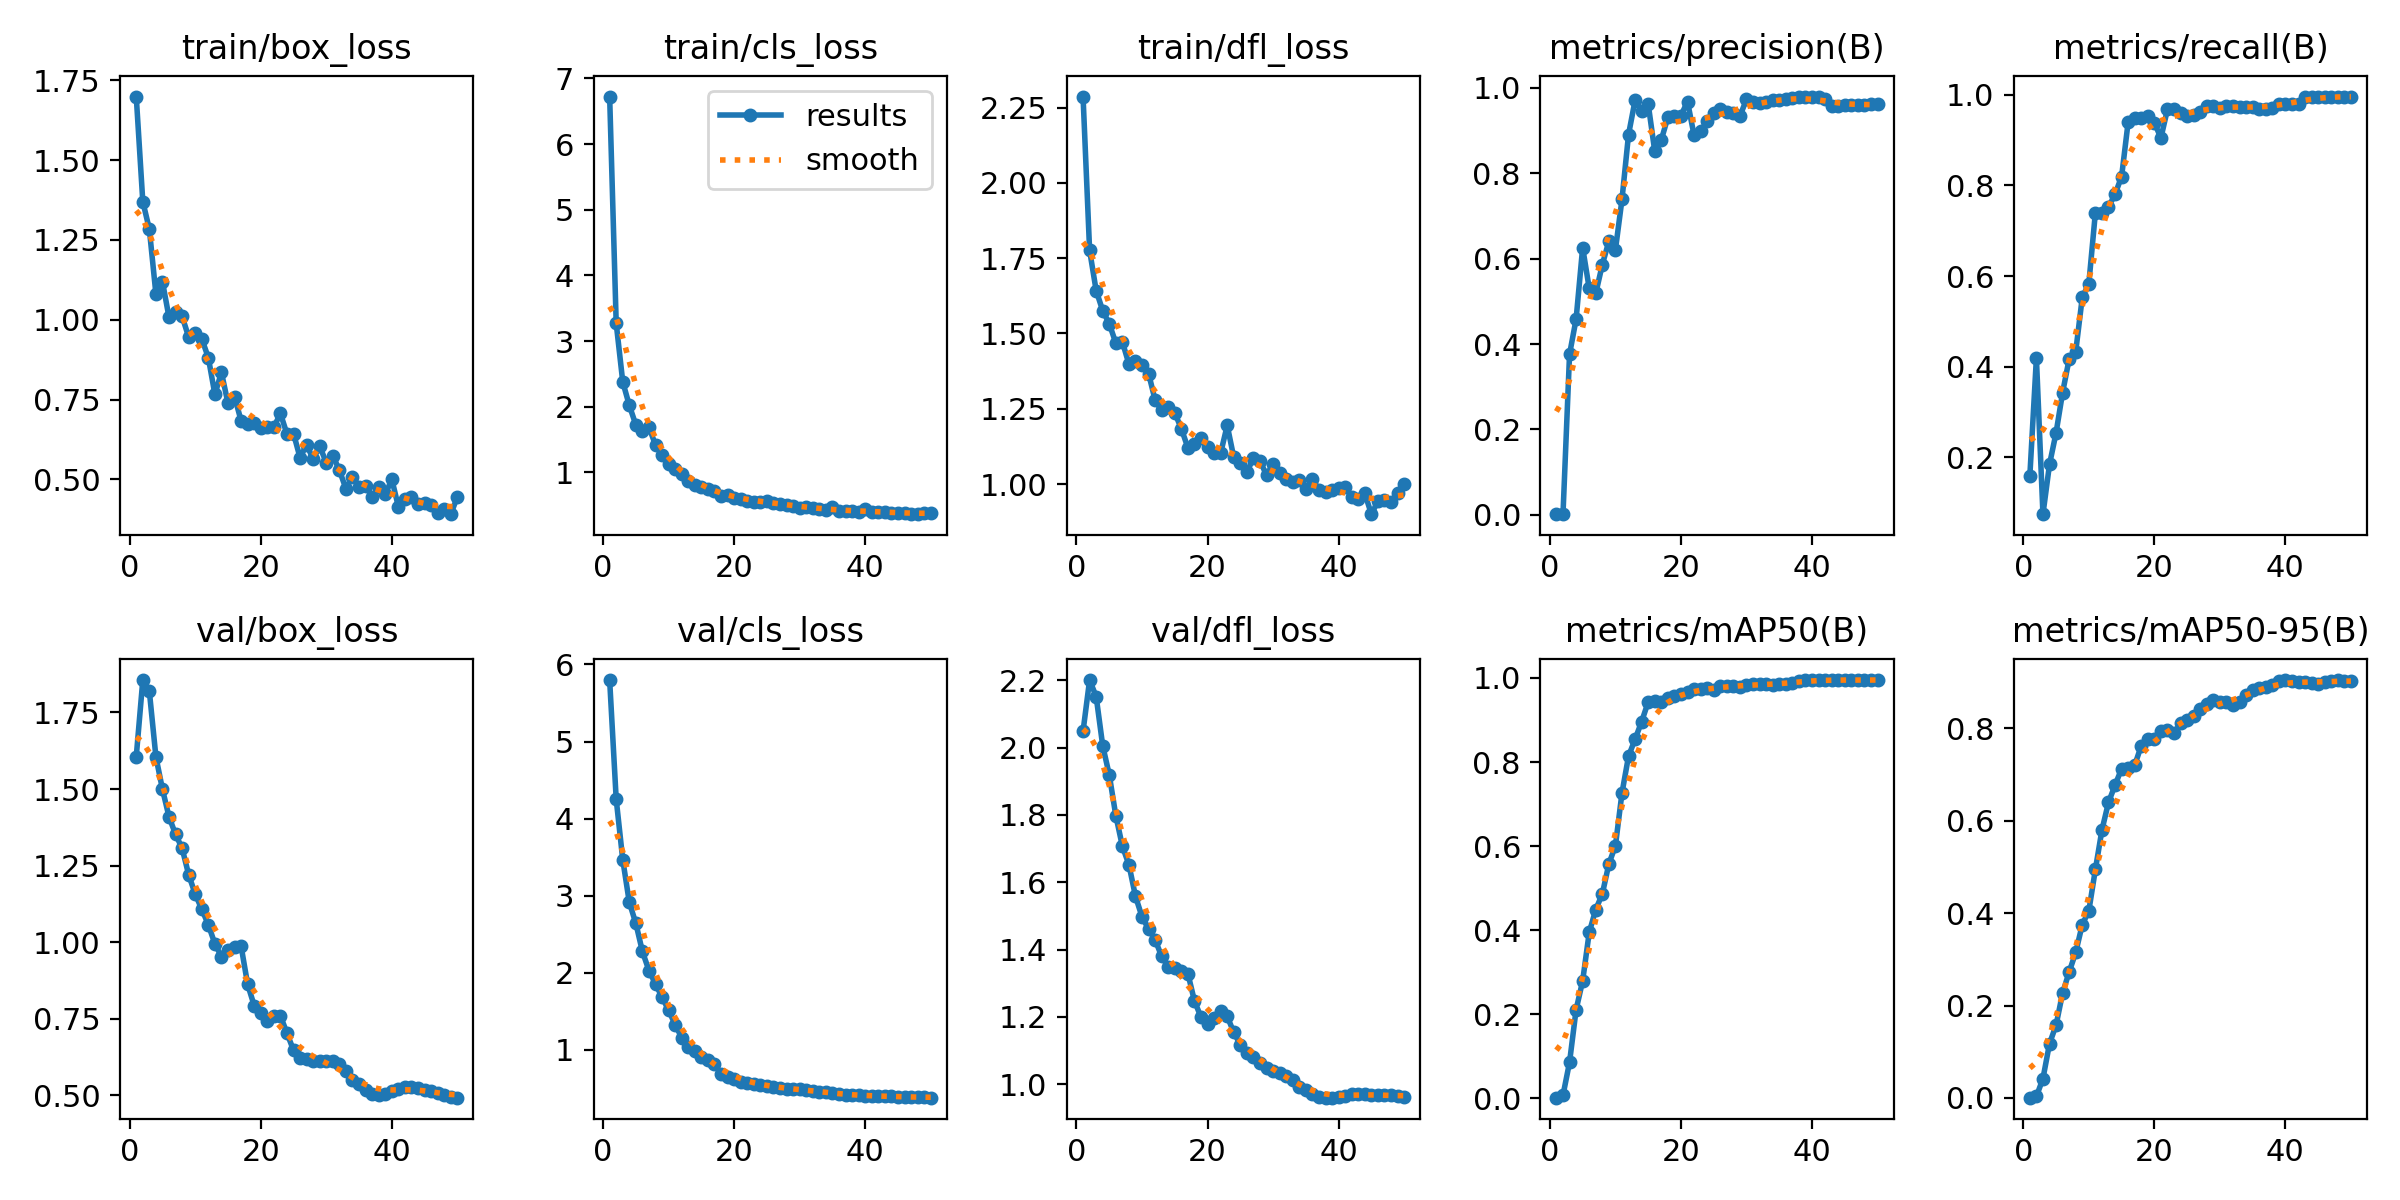 train/box_loss
1.75
1.50
1.25
1.00
0.75
0.50
0 20 40
train/cls_loss
7
6
5
4
3
2
1
0 20 40
results
smooth
train/dfl_loss
2.25
2.00
1.75
1.50
1.25
1.00
0 20 40
metrics/precision(B)
1.0
0.8
0.6
0.4
0.2
0.0
0 20 40
metrics/recall(B)
1.0
0.8
0.6
0.4
0.2
0 20 40
val/box_loss
1.75
1.50
1.25
1.00
0.75
0.50
0 20 40
val/cls_loss
6
5
4
3
2
1
0 20 40
val/dfl_loss
2.2
2.0
1.8
1.6
1.4
1.2
1.0
0 20 40
metrics/mAP50(B)
1.0
0.8
0.6
0.4
0.2
0.0
0 20 40
metrics/mAP50-95(B)
0.8
0.6
0.4
0.2
0.0
0 20 40